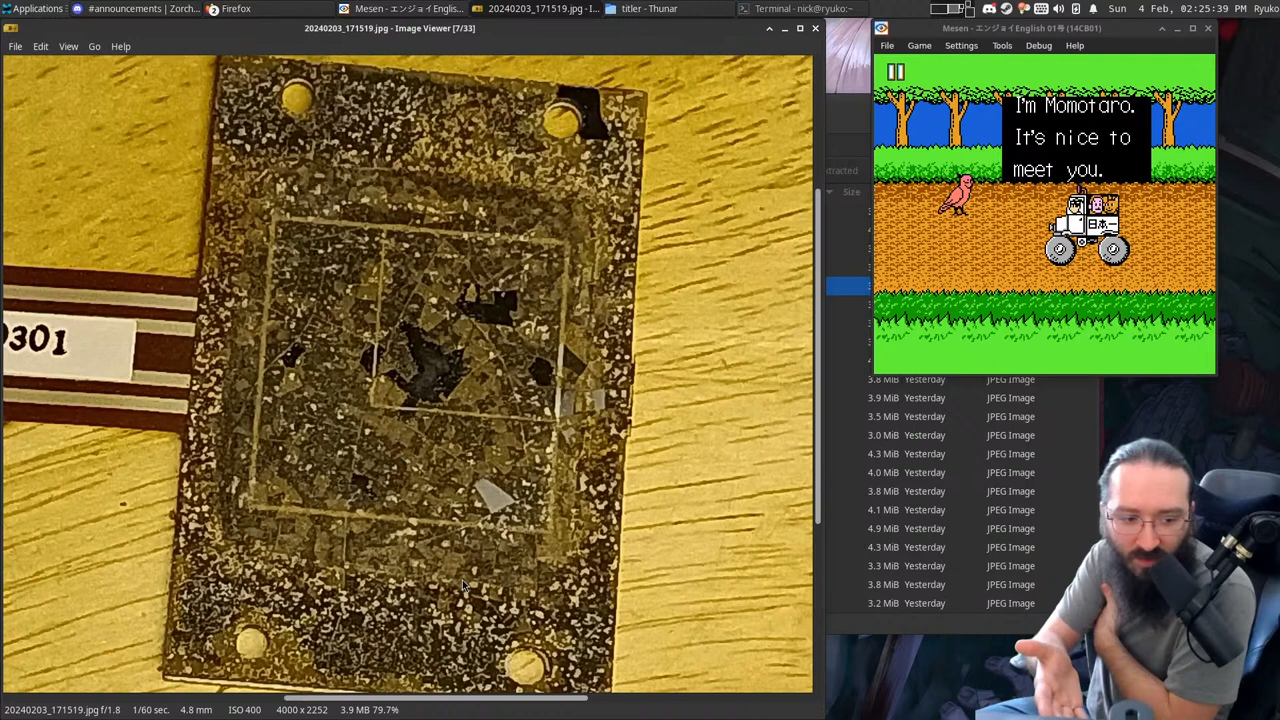 Applications
#announcements | Zorch...
Firefox
Mesen - エンジョイEnglis...
20240203_171519.jpg - I...
titler - Thunar
Terminal - nick@ryuko:~
Sun 4 Feb, 02:25:39 PM Ryuko
20240203_171519.jpg - Image Viewer [7/33]
File Edit View Go Help
0301
Mesen - エンジョイEnglish 01号 (14CB01)
File Game Settings Tools Debug Help
I'm Momotaro.
It's nice to
meet you.
日本一
xtracted
Size
3.8 MiB Yesterday JPEG Image
3.9 MiB Yesterday JPEG Image
3.5 MiB Yesterday JPEG Image
3.0 MiB Yesterday JPEG Image
4.3 MiB Yesterday JPEG Image
4.0 MiB Yesterday JPEG Image
3.8 MiB Yesterday JPEG Image
4.1 MiB Yesterday JPEG Image
4.9 MiB Yesterday JPEG Image
4.3 MiB Yesterday JPEG Image
3.3 MiB Yesterday JPEG Image
3.8 MiB Yesterday JPEG Image
3.2 MiB Yesterday JPEG Image
20240203_171519.jpg f/1.8 1/60 sec. 4.8 mm ISO 400 4000 x 2252 3.9 MB 79.7%